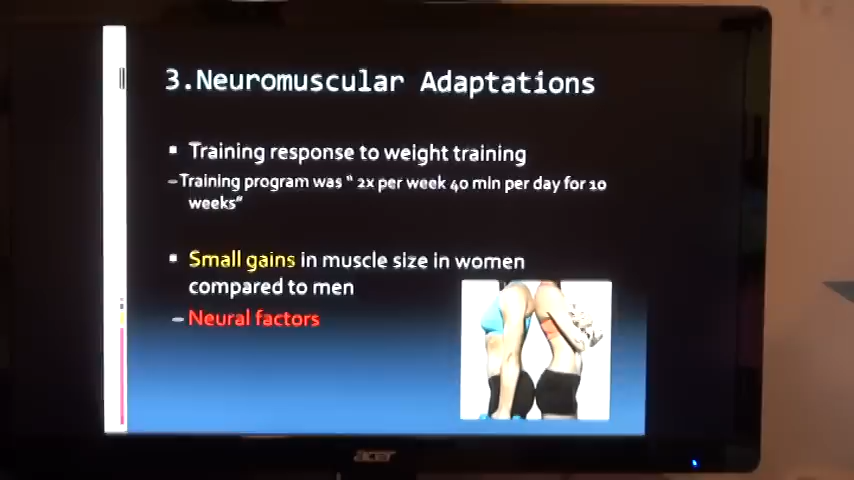 3.Neuromuscular Adaptations
▪ Training response to weight training
–Training program was “ 2x per week 40 min per day for 10
weeks”
▪ Small gains in muscle size in women
compared to men
– Neural factors
acer